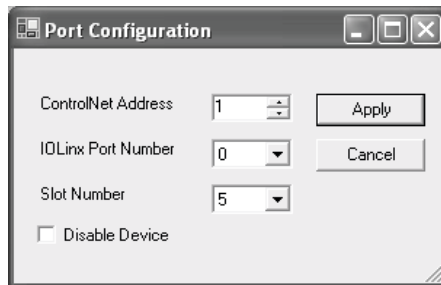 Port Configuration
ControlNet Address 1 Apply
IOLinx Port Number 0 Cancel
Slot Number 5
Disable Device